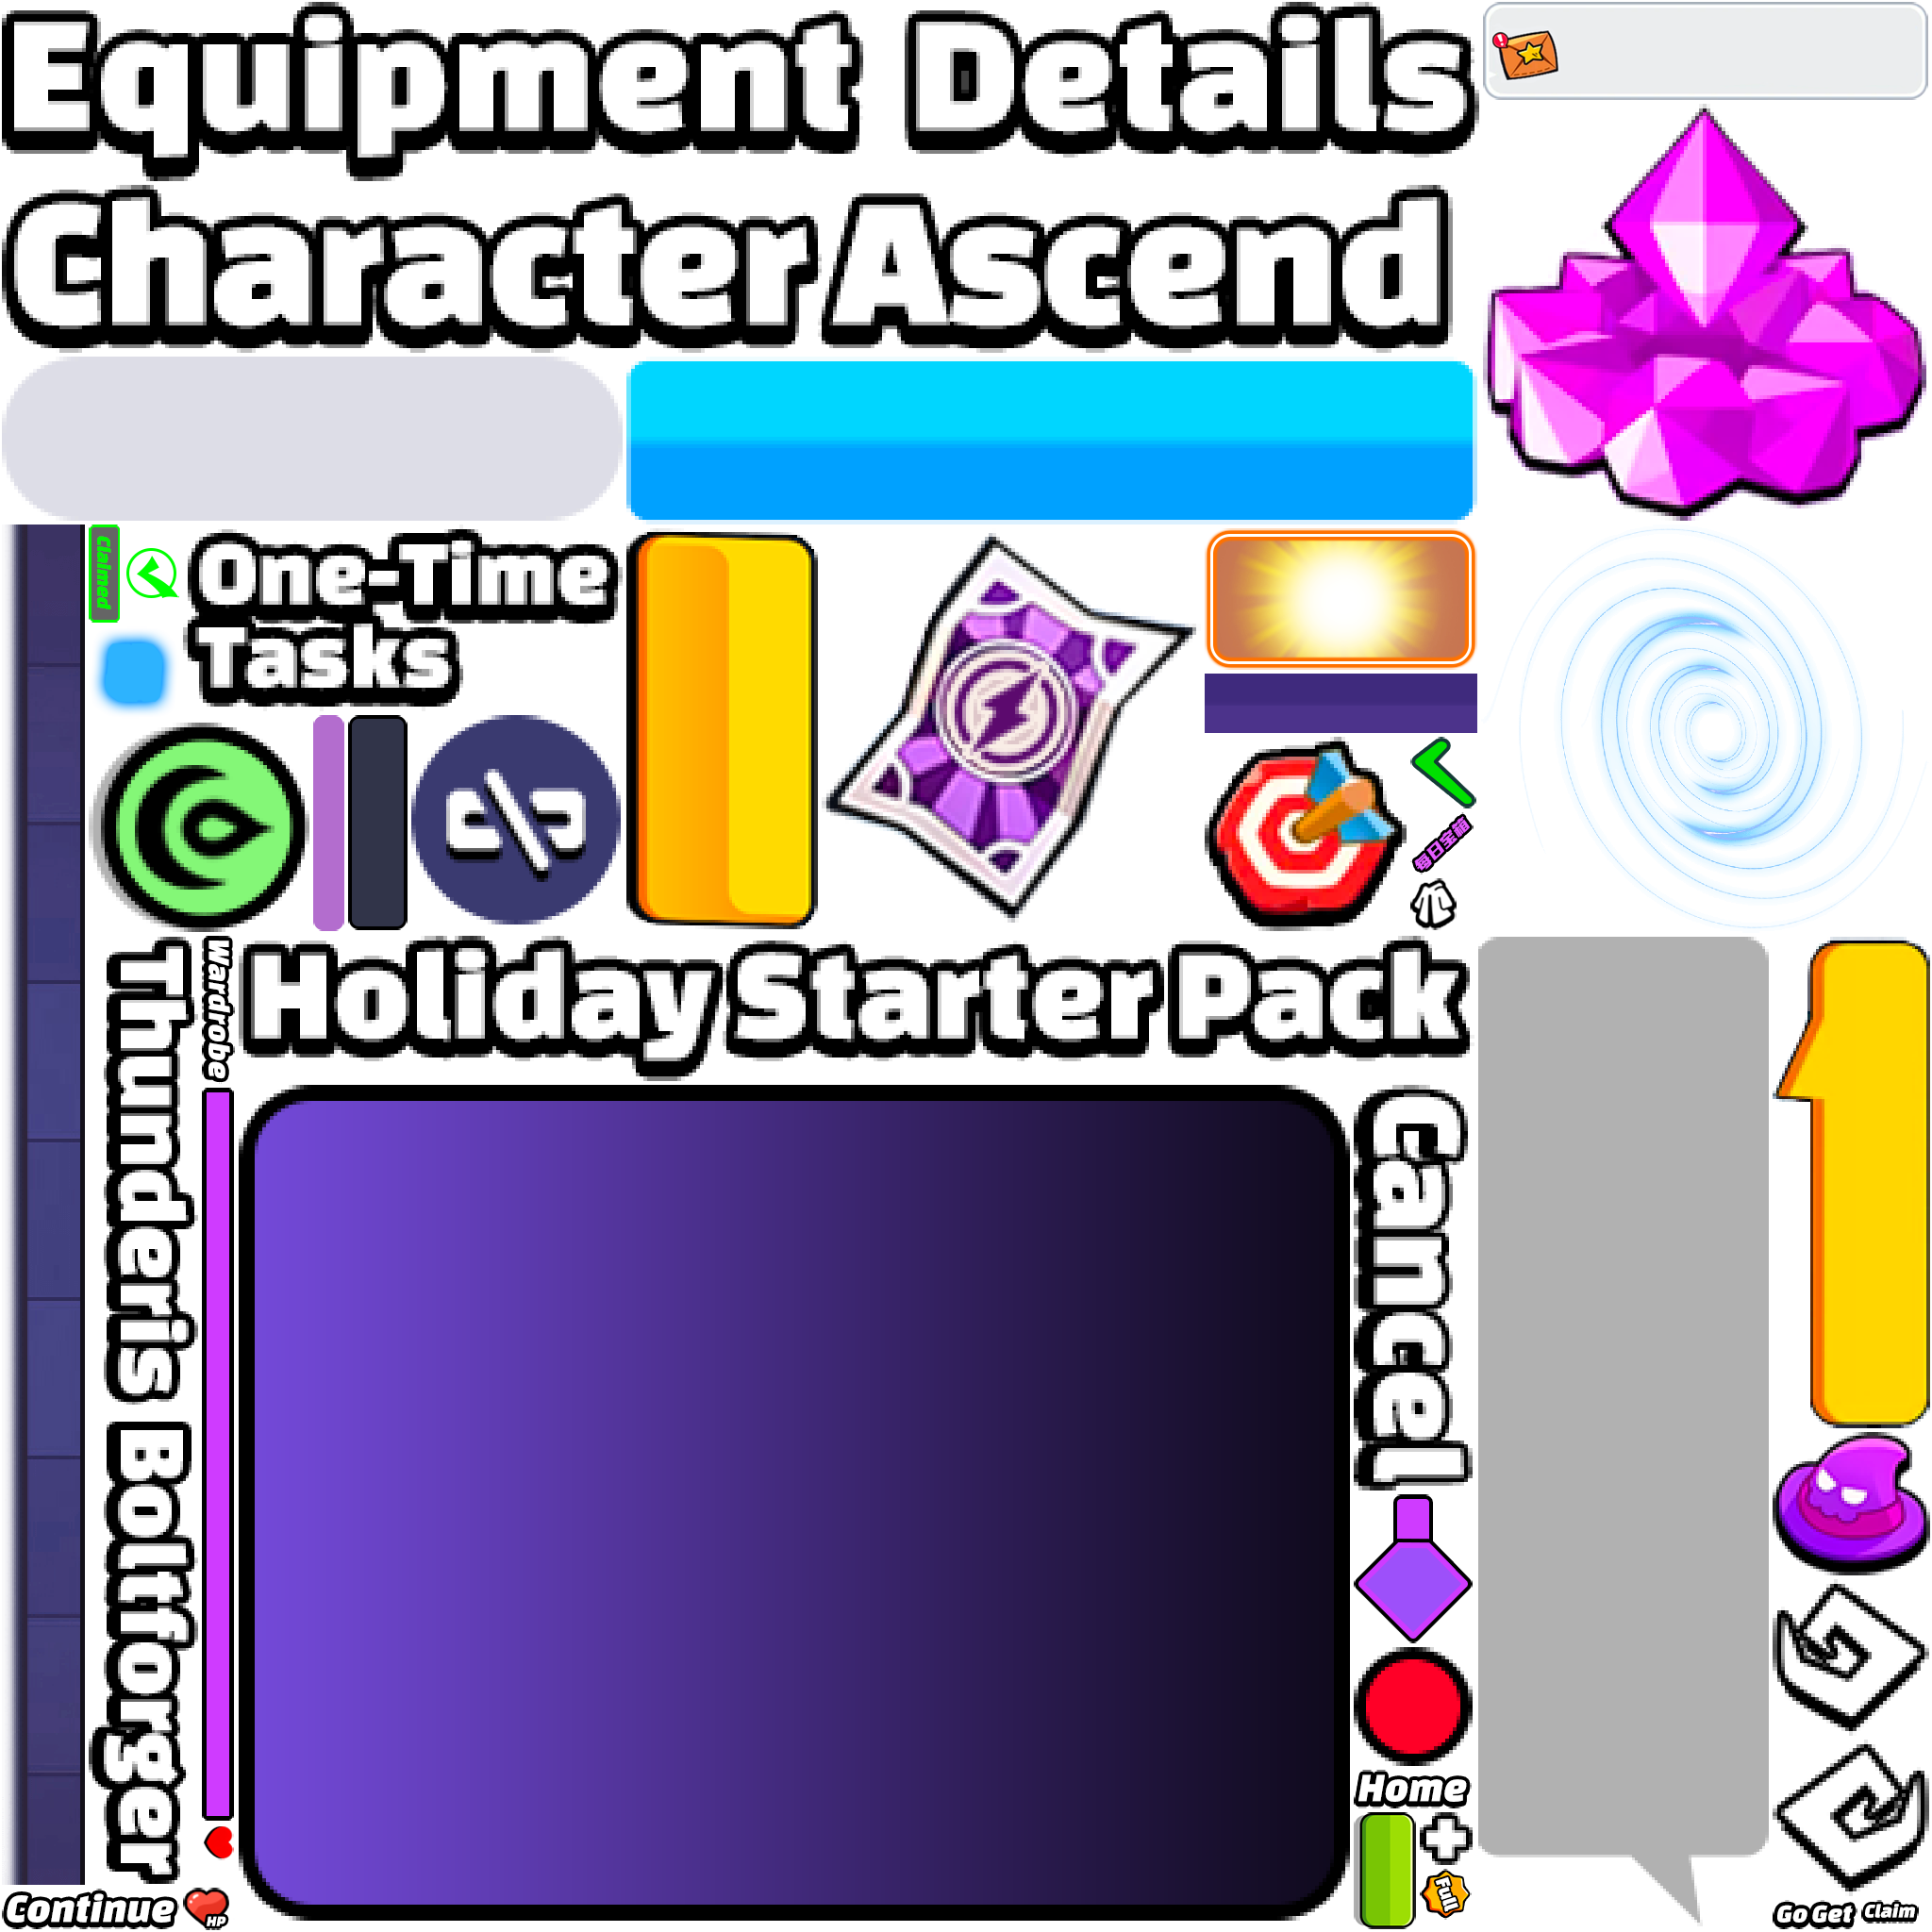 Equipment Details
Character Ascend
Claimed
One-Time
Tasks
每日宝箱
Wardrobe
Holiday Starter Pack
Thunderis Boltforger
Cancel
Home
Full
Continue
HP
Go Get
Claim